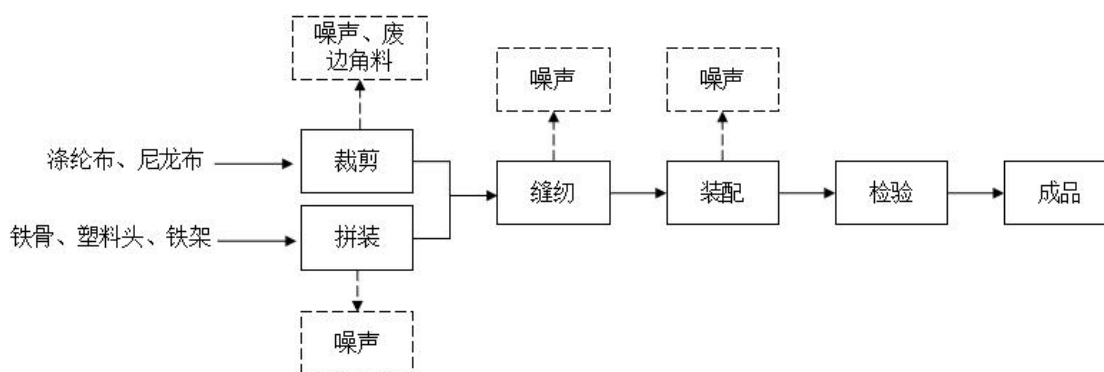 噪声、废
边角料
噪声
噪声
涤纶布、尼龙布
裁剪
缝纫
装配
检验
成品
铁骨、塑料头、铁架
拼装
噪声